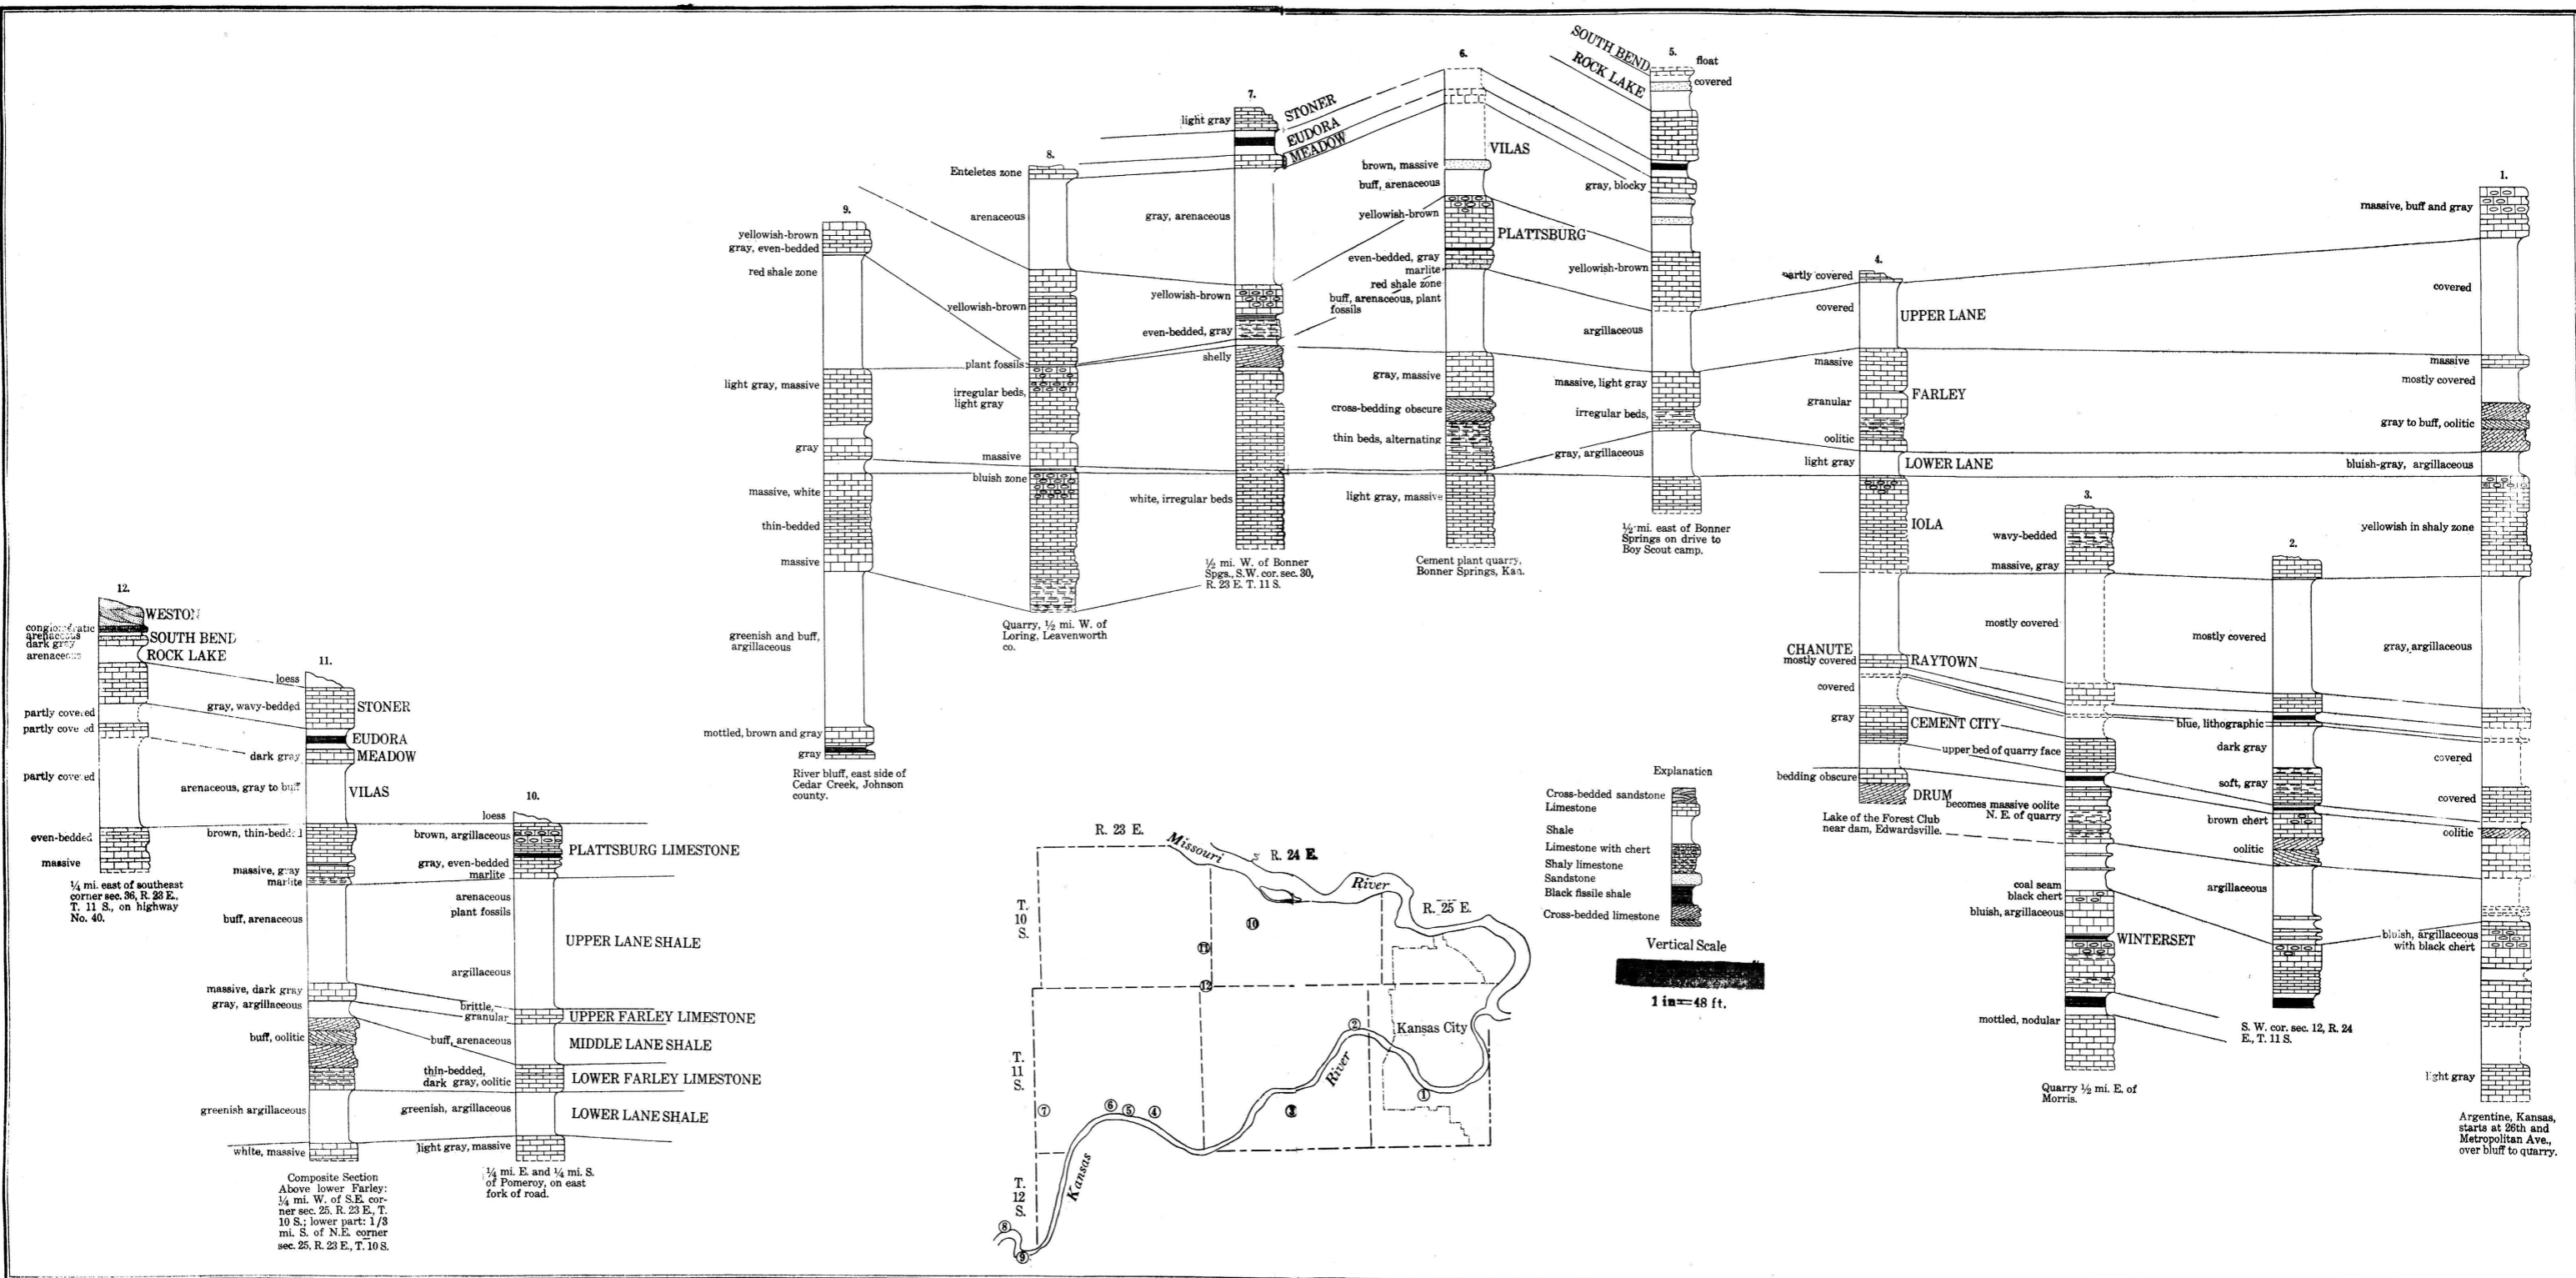 12.
WESTON
SOUTH BEND
dark gray
ROCK LAKE
partly covered
partly covered
partly covered
even-bedded
massive
¼ mi. east of southeast
corner sec. 36, R. 23 E.,
T. 11 S., on highway
No. 40.
11.
loess
gray, wavy-bedded
STONER
EUDORA
dark gray
MEADOW
arenaceous, gray to buff
VILAS
brown, thin-bedded
massive, gray
marlite
buff, arenaceous
massive, dark gray
gray, argillaceous
buff, oolitic
greenish argillaceous
white, massive
Composite Section
Above lower Farley:
¼ mi. W. of S.E. cor-
ner sec. 25, R. 23 E., T.
10 S.; lower part: 1/3
mi. S. of N.E. corner
sec. 25, R. 23 E., T. 10 S.
10.
loess
brown, argillaceous
PLATTSBURG LIMESTONE
gray, even-bedded
marlite
arenaceous
plant fossils
UPPER LANE SHALE
argillaceous
brittle,
granular
UPPER FARLEY LIMESTONE
buff, arenaceous
MIDDLE LANE SHALE
thin-bedded,
dark gray, oolitic
LOWER FARLEY LIMESTONE
greenish, argillaceous
LOWER LANE SHALE
light gray, massive
¼ mi. E. and ¼ mi. S.
of Pomeroy, on east
fork of road.
9.
yellowish-brown
gray, even-bedded
red shale zone
light gray, massive
gray
massive, white
thin-bedded
massive
greenish and buff,
argillaceous
mottled, brown and gray
gray
River bluff, east side of
Cedar Creek, Johnson
county.
8.
Enteletes zone
arenaceous
yellowish-brown
plant fossils
irregular beds,
light gray
massive
bluish zone
Quarry, ½ mi. W. of
Loring, Leavenworth
co.
7.
light gray
STONER
EUDORA
MEADOW
gray, arenaceous
yellowish-brown
even-bedded, gray
shelly
white, irregular beds
½ mi. W. of Bonner
Spgs., S.W. cor. sec. 30,
R. 23 E. T. 11 S.
6.
VILAS
brown, massive
buff, arenaceous
yellowish-brown
PLATTSBURG
even-bedded, gray
marlite
red shale zone
buff, arenaceous, plant
fossils
gray, massive
cross-bedding obscure
thin beds, alternating
light gray, massive
Cement plant quarry,
Bonner Springs, Kan.
5.
SOUTH BEND
ROCK LAKE
float
covered
gray, blocky
yellowish-brown
argillaceous
massive, light gray
irregular beds,
gray, argillaceous
½ mi. east of Bonner
Springs on drive to
Boy Scout camp.
4.
partly covered
covered
UPPER LANE
massive
FARLEY
granular
oolitic
light gray
LOWER LANE
IOLA
CHANUTE
mostly covered
RAYTOWN
covered
gray
CEMENT CITY
bedding obscure
DRUM
Lake of the Forest Club
near dam, Edwardsville.
3.
wavy-bedded
massive, gray
mostly covered
upper bed of quarry face
becomes massive oolite
N. E. of quarry
coal seam
black chert
bluish, argillaceous
WINTERSET
mottled, nodular
Quarry ½ mi. E. of
Morris.
2.
mostly covered
blue, lithographic
dark gray
soft, gray
brown chert
oolitic
argillaceous
S. W. cor. sec. 12, R. 24
E., T. 11 S.
1.
massive, buff and gray
covered
massive
mostly covered
gray to buff, oolitic
bluish-gray, argillaceous
yellowish in shaly zone
gray, argillaceous
covered
covered
oolitic
bluish, argillaceous
with black chert
light gray
Argentine, Kansas,
starts at 26th and
Metropolitan Ave.,
over bluff to quarry.
Explanation
Cross-bedded sandstone
Limestone
Shale
Limestone with chert
Shaly limestone
Sandstone
Black fissile shale
Cross-bedded limestone
Vertical Scale
1 in=48 ft.
R. 23 E.
Missouri
R. 24 E.
River
R. 25 E.
T.
10
S.
10
11
12
T.
11
S.
2
Kansas City
River
1
7
6
5
4
3
Kansas
T.
12
S.
8
9